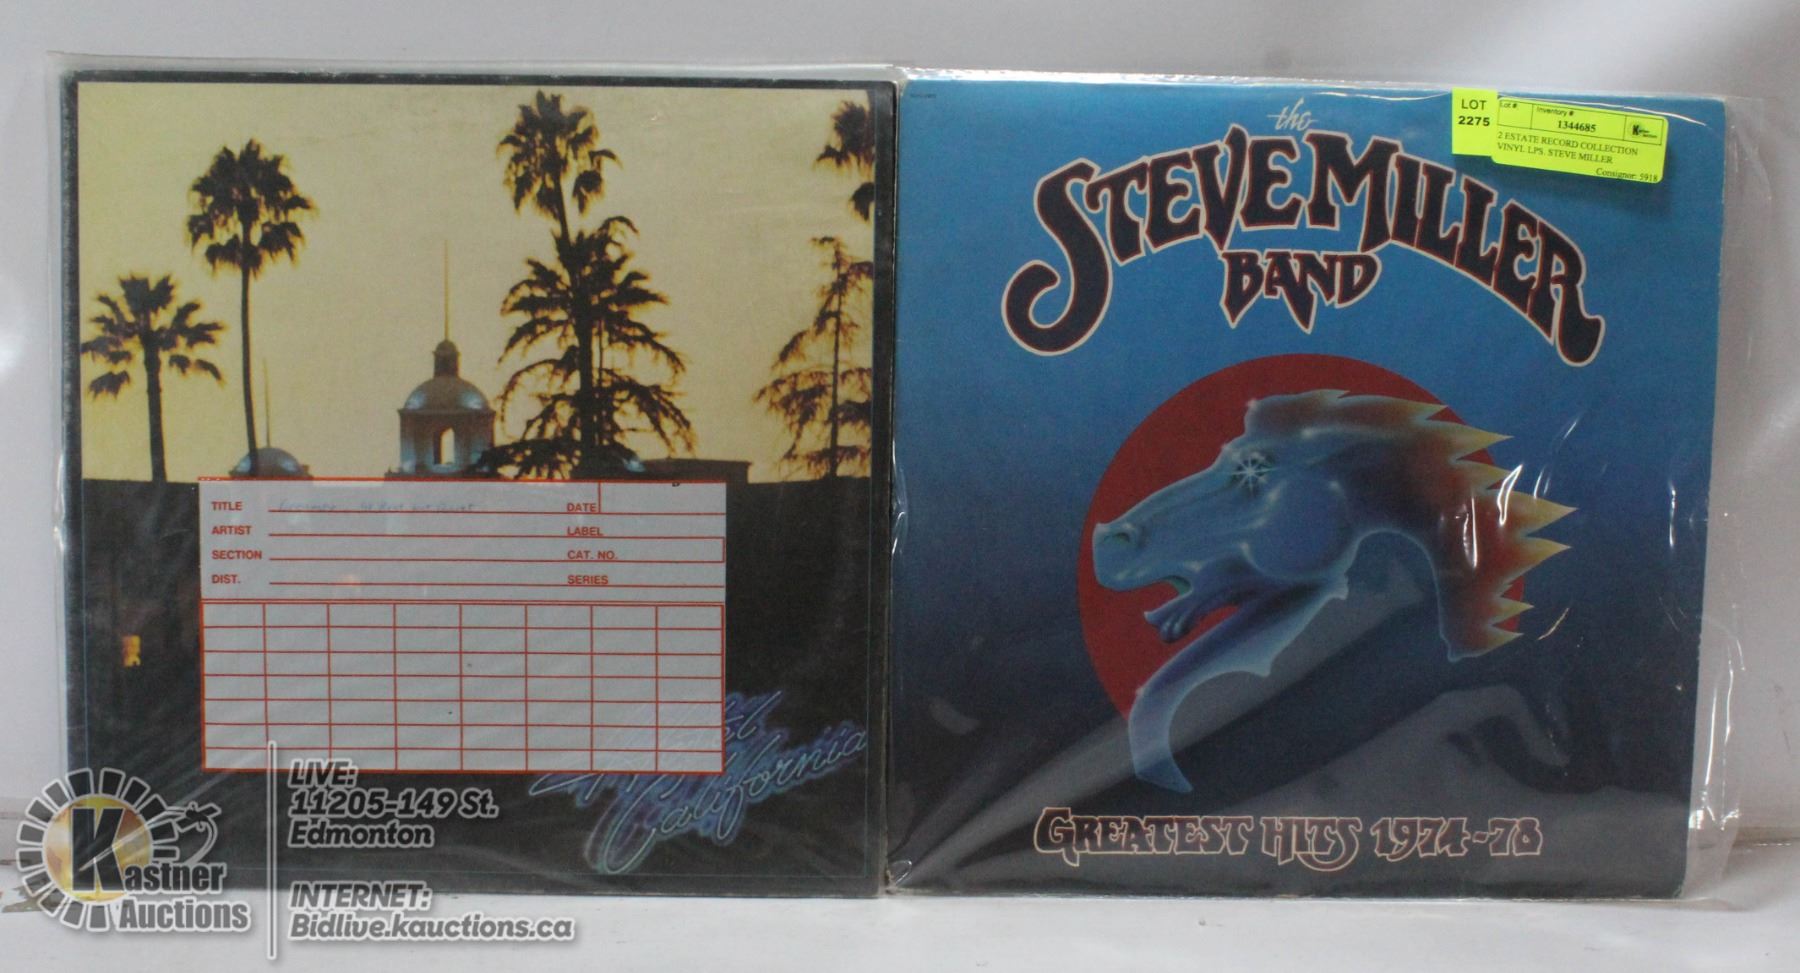 TITLE
DATE
ARTIST
LABEL
SECTION
CAT. NO.
DIST.
SERIES
Hotel
California
the
STEVE MILLER
BAND
GREATEST HITS 1974-78
LOT
2275
Lot #
Inventory #
1344685
2 ESTATE RECORD COLLECTION
VINYL LPS. STEVE MILLER
Consignor: 5918
Kastner
Auctions
LIVE:
11205-149 St.
Edmonton
INTERNET:
Bidlive.kauctions.ca